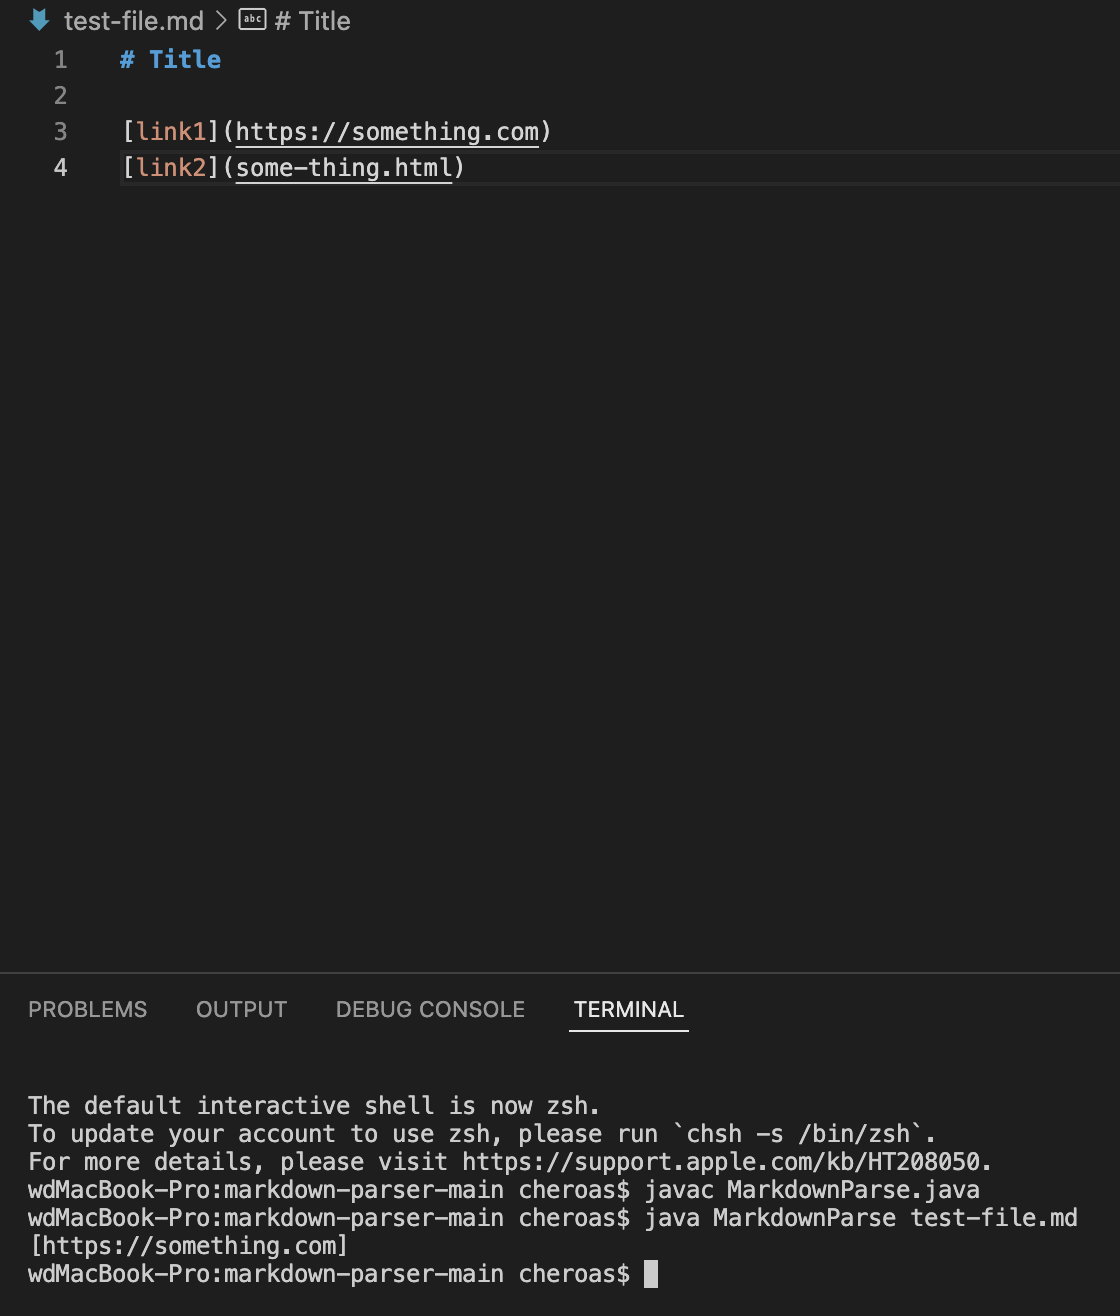 test-file.md > abc # Title
1 # Title
2
3 [link1](https://something.com)
4 [link2](some-thing.html)
PROBLEMS OUTPUT DEBUG CONSOLE TERMINAL
The default interactive shell is now zsh.
To update your account to use zsh, please run `chsh -s /bin/zsh`.
For more details, please visit https://support.apple.com/kb/HT208050.
wdMacBook-Pro:markdown-parser-main cheroas$ javac MarkdownParse.java
wdMacBook-Pro:markdown-parser-main cheroas$ java MarkdownParse test-file.md
[https://something.com]
wdMacBook-Pro:markdown-parser-main cheroas$